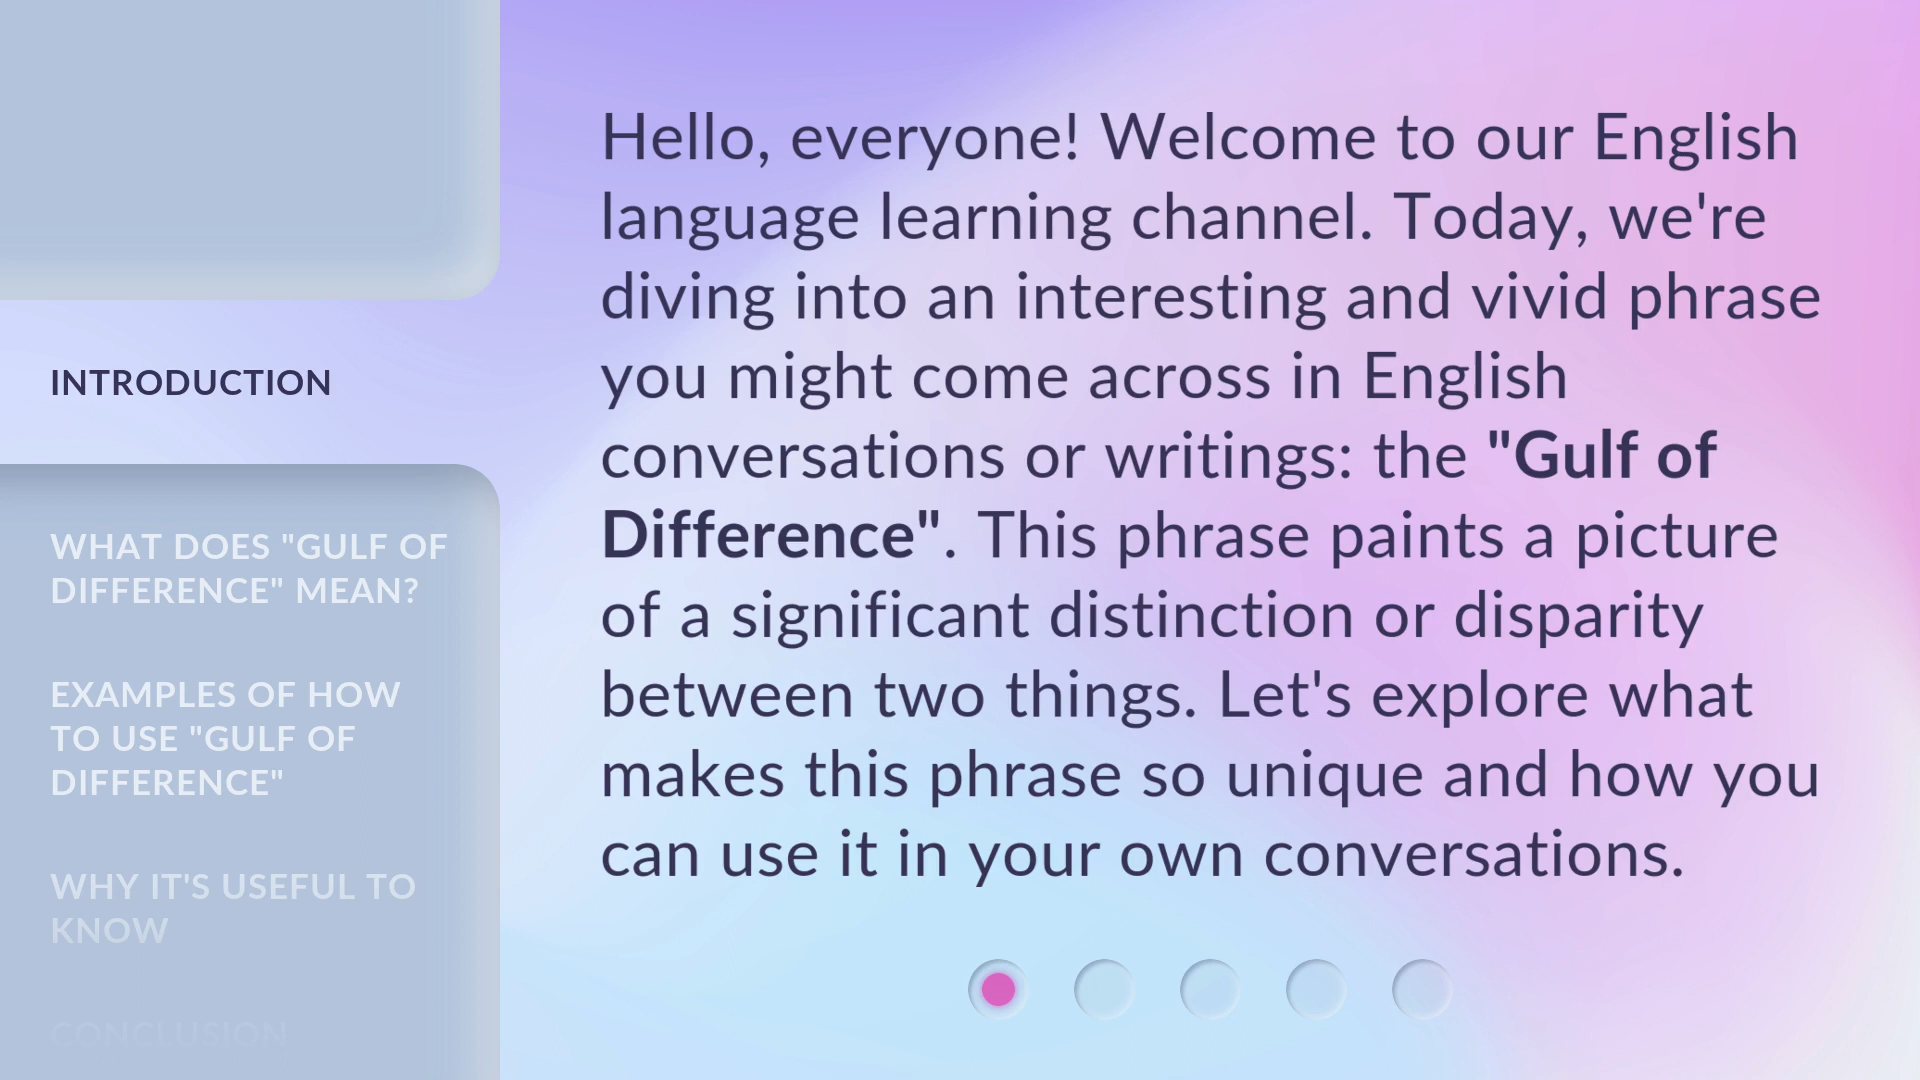 INTRODUCTION
WHAT DOES "GULF OF
DIFFERENCE" MEAN?
EXAMPLES OF HOW
TO USE "GULF OF
DIFFERENCE"
WHY IT'S USEFUL TO
KNOW
CONCLUSION
Hello, everyone! Welcome to our English
language learning channel. Today, we're
diving into an interesting and vivid phrase
you might come across in English
conversations or writings: the "Gulf of
Difference". This phrase paints a picture
of a significant distinction or disparity
between two things. Let's explore what
makes this phrase so unique and how you
can use it in your own conversations.